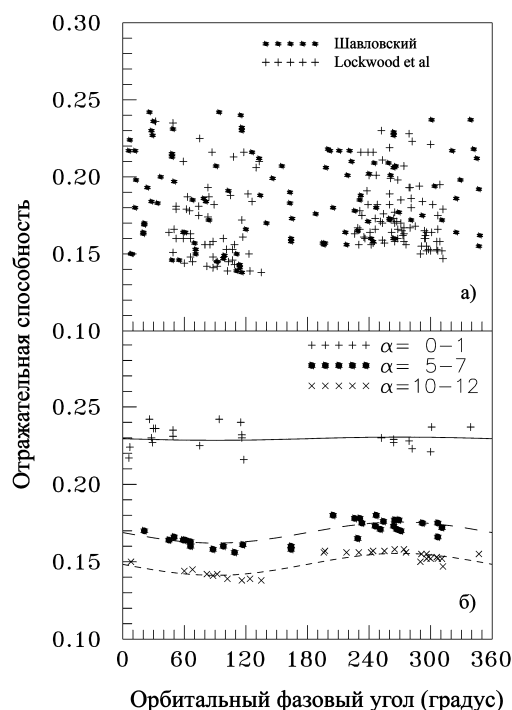 0.30
Шавловский
Lockwood et al
0.25
0.20
0.15
а)
0.10
α= 0−1
α= 5−7
α=10−12
0.25
0.20
0.15
б)
0.10
0 60 120 180 240 300 360
Отражательная способность
Орбитальный фазовый угол (градус)